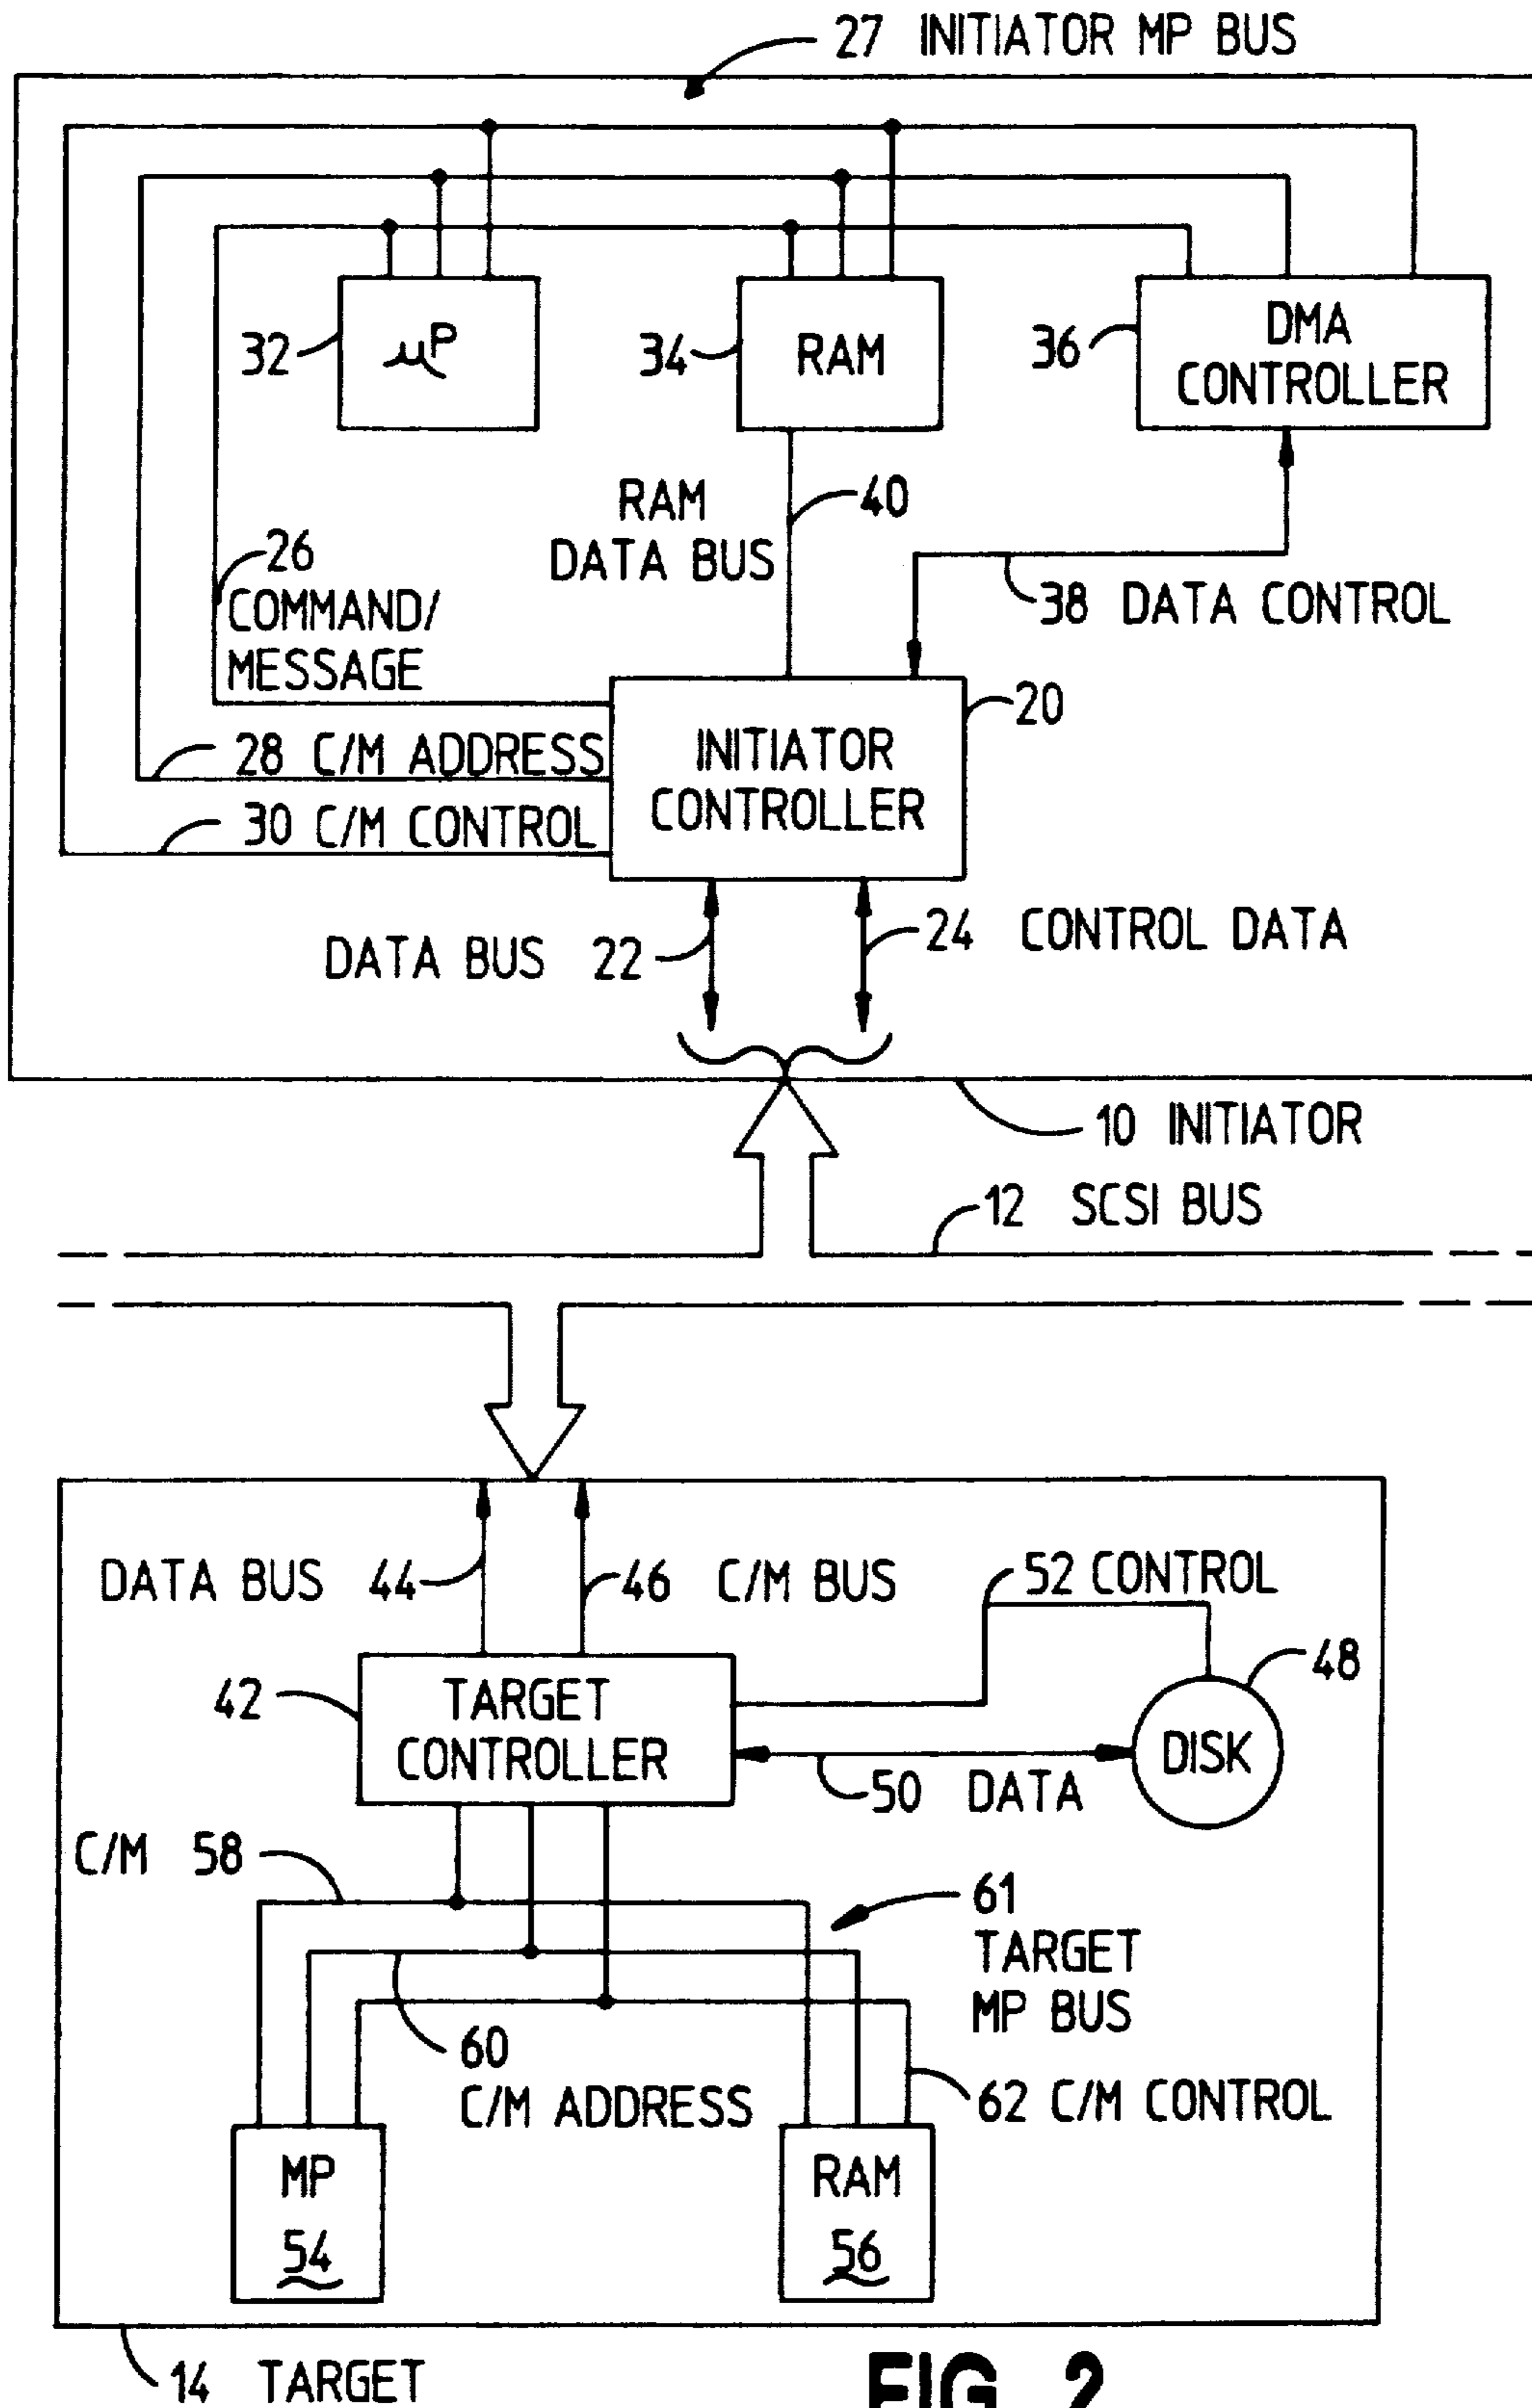 27 INITIATOR MP BUS
32
μP
34
RAM
36
DMA
CONTROLLER
RAM
DATA BUS
40
26
COMMAND/
MESSAGE
38 DATA CONTROL
20
INITIATOR
CONTROLLER
28 C/M ADDRESS
30 C/M CONTROL
DATA BUS 22
24 CONTROL DATA
10 INITIATOR
12 SCSI BUS
DATA BUS 44
46 C/M BUS
52 CONTROL
48
42
TARGET
CONTROLLER
DISK
50 DATA
C/M 58
61
TARGET
MP BUS
60
C/M ADDRESS
62 C/M CONTROL
MP
54
RAM
56
14 TARGET
FIG. 2